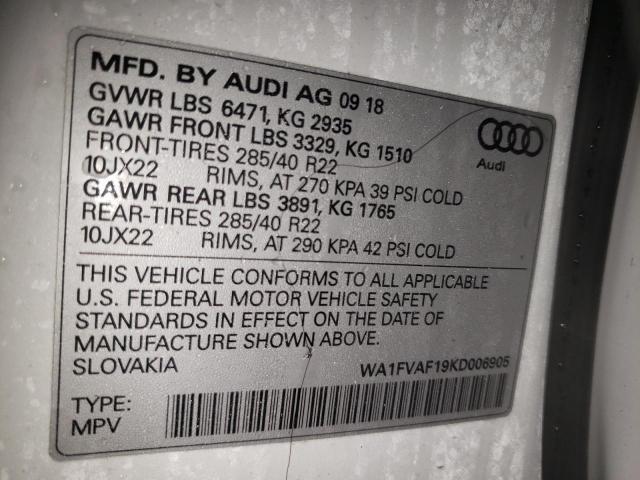 MFD. BY AUDI AG 09 18
GVWR LBS 6471, KG 2935
GAWR FRONT LBS 3329, KG 1510
FRONT-TIRES 285/40 R22
10JX22 RIMS, AT 270 KPA 39 PSI COLD
GAWR REAR LBS 3891, KG 1765
REAR-TIRES 285/40 R22
10JX22 RIMS, AT 290 KPA 42 PSI COLD
Audi
THIS VEHICLE CONFORMS TO ALL APPLICABLE
U.S. FEDERAL MOTOR VEHICLE SAFETY
STANDARDS IN EFFECT ON THE DATE OF
MANUFACTURE SHOWN ABOVE.
SLOVAKIA
WA1FVAF19KD006905
TYPE:
MPV